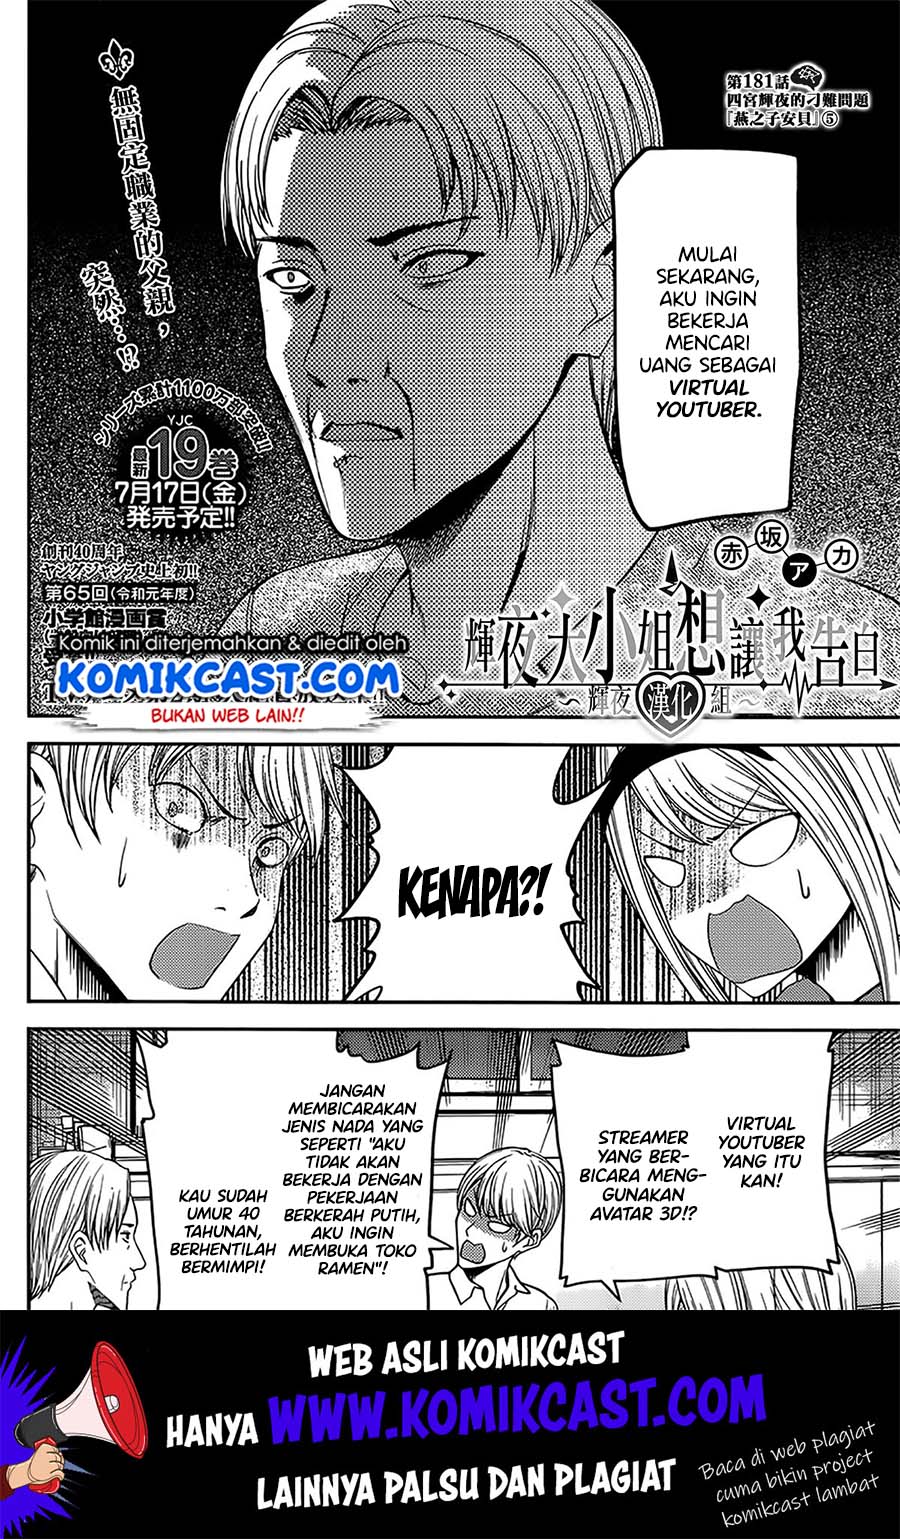 第181話
四宮輝夜的刁難問題
『燕之子安貝』⑤
無固定職業的父親，
突然…!?
MULAI
SEKARANG,
AKU INGIN
BEKERJA
MENCARI
UANG SEBAGAI
VIRTUAL
YOUTUBER.
YJC
最新19巻
7月17日(金)
発売予定!!
創刊40周年
ヤングジャンプ史上初!!
第65回(令和元年度)
小学館漫画賞
Komik ini diterjemahkan & diedit oleh
KOMIKCAST.COM
BUKAN WEB LAIN!!
赤坂アカ
輝夜大小姐想讓我告白
~輝夜漢化組~
KENAPA?!
VIRTUAL
YOUTUBER
YANG ITU
KAN!
STREAMER
YANG BER-
BICARA MENG-
GUNAKAN
AVATAR 3D!?
JANGAN
MEMBICARAKAN
JENIS NADA YANG
SEPERTI "AKU
TIDAK AKAN
BEKERJA DENGAN
PEKERJAAN
BERKERAH PUTIH,
AKU INGIN
MEMBUKA TOKO
RAMEN"!
KAU SUDAH
UMUR 40
TAHUNAN,
BERHENTILAH
BERMIMPI!
WEB ASLI KOMIKCAST
HANYA WWW.KOMIKCAST.COM
LAINNYA PALSU DAN PLAGIAT
Baca di web plagiat
cuma bikin project
komikcast lambat